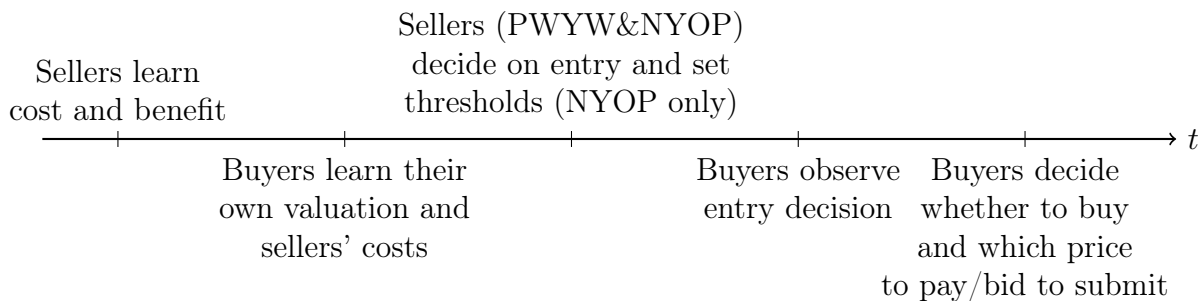 Sellers learn
cost and benefit
Buyers learn their
own valuation and
sellers' costs
Sellers (PWYW&NYOP)
decide on entry and set
thresholds (NYOP only)
Buyers observe
entry decision
Buyers decide
whether to buy
and which price
to pay/bid to submit
t